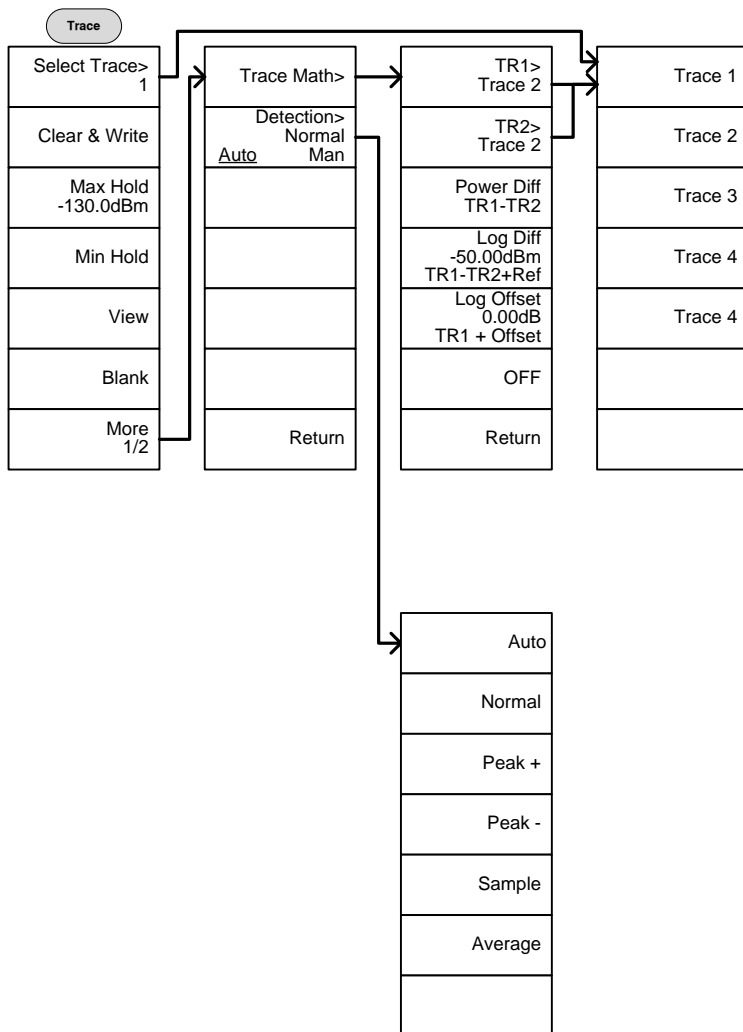 Trace
Select Trace>
1
Clear & Write
Max Hold
-130.0dBm
Min Hold
View
Blank
More
1/2
Trace Math>
Detection>
Normal
Auto Man
Return
TR1>
Trace 2
TR2>
Trace 2
Power Diff
TR1-TR2
Log Diff
-50.00dBm
TR1-TR2+Ref
Log Offset
0.00dB
TR1 + Offset
OFF
Return
Trace 1
Trace 2
Trace 3
Trace 4
Trace 4
Auto
Normal
Peak +
Peak -
Sample
Average